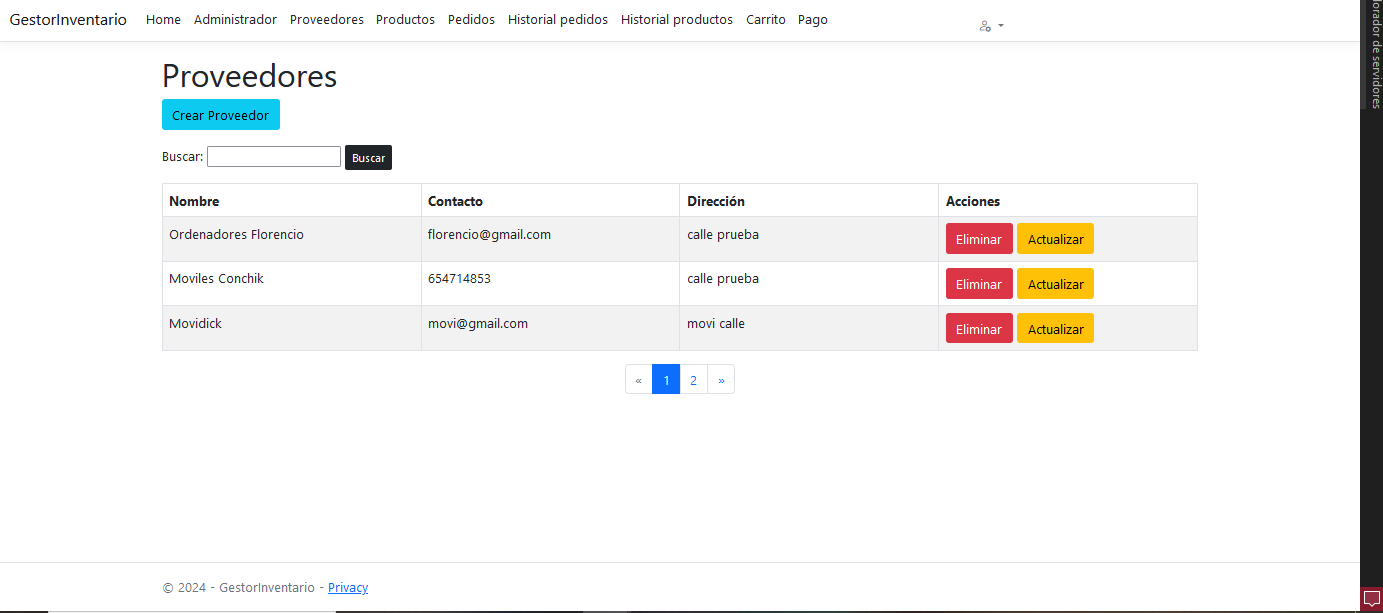 GestorInventario Home Administrador Proveedores Productos Pedidos Historial pedidos Historial productos Carrito Pago
Proveedores
Crear Proveedor
Buscar: Buscar
Nombre Contacto Dirección Acciones
Ordenadores Florencio florencio@gmail.com calle prueba Eliminar Actualizar
Moviles Conchik 654714853 calle prueba Eliminar Actualizar
Movidick movi@gmail.com movi calle Eliminar Actualizar
« 1 2 »
© 2024 - GestorInventario - Privacy
lorador de servidores